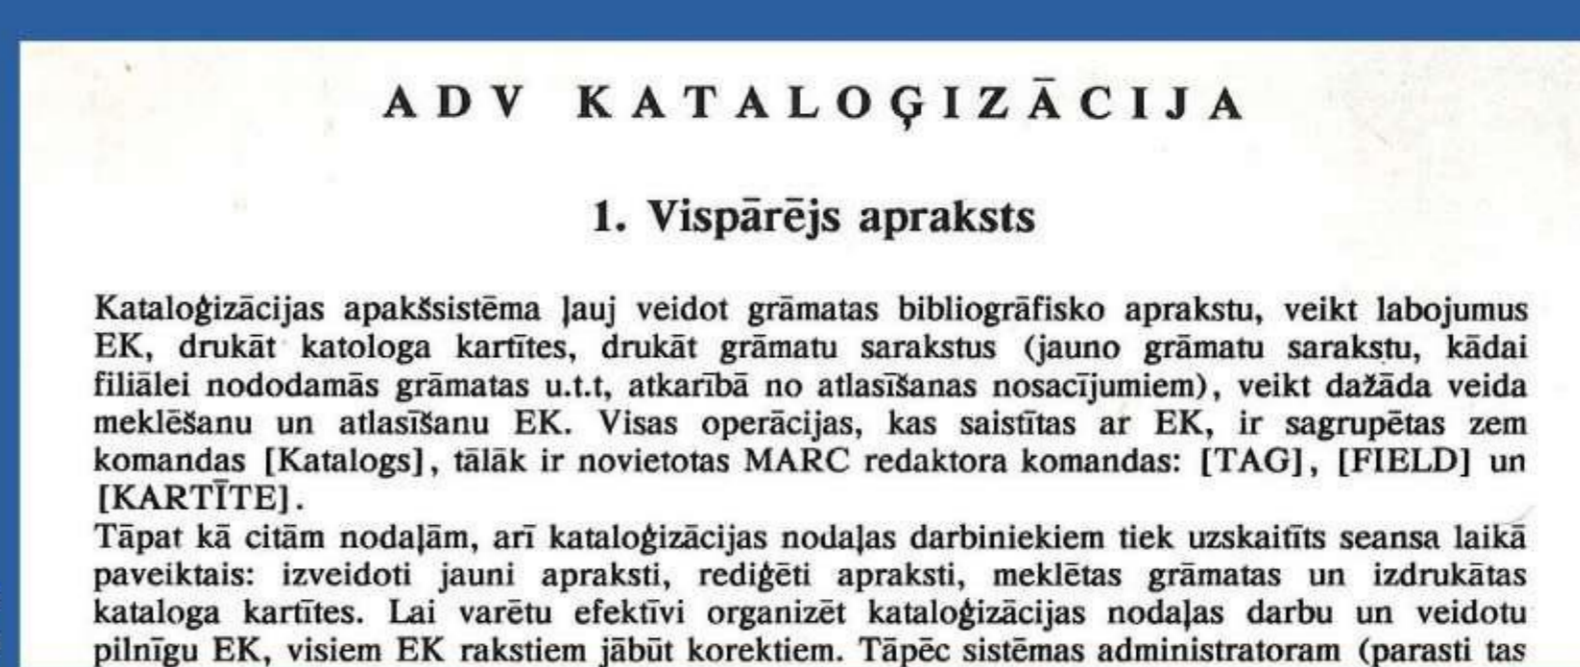 ADV KATALOĢIZĀCIJA
1. Vispārējs apraksts
Kataloģizācijas apakšsistēma ļauj veidot grāmatas bibliogrāfisko aprakstu, veikt labojumus
EK, drukāt katologa kartītes, drukāt grāmatu sarakstus (jauno grāmatu sarakstu, kādai
filiālei nododamās grāmatas u.t.t, atkarībā no atlasīšanas nosacījumiem), veikt dažāda veida
meklēšanu un atlasīšanu EK. Visas operācijas, kas saistītas ar EK, ir sagrupētas zem
komandas [Katalogs], tālāk ir novietotas MARC redaktora komandas: [TAG], [FIELD] un
[KARTĪTE].
Tāpat kā citām nodaļām, arī kataloģizācijas nodaļas darbiniekiem tiek uzskaitīts seansa laikā
paveiktais: izveidoti jauni apraksti, rediģēti apraksti, meklētas grāmatas un izdrukātas
kataloga kartītes. Lai varētu efektīvi organizēt kataloģizācijas nodaļas darbu un veidotu
pilnīgu EK, visiem EK rakstiem jābūt korektiem. Tāpēc sistēmas administratoram (parasti tas